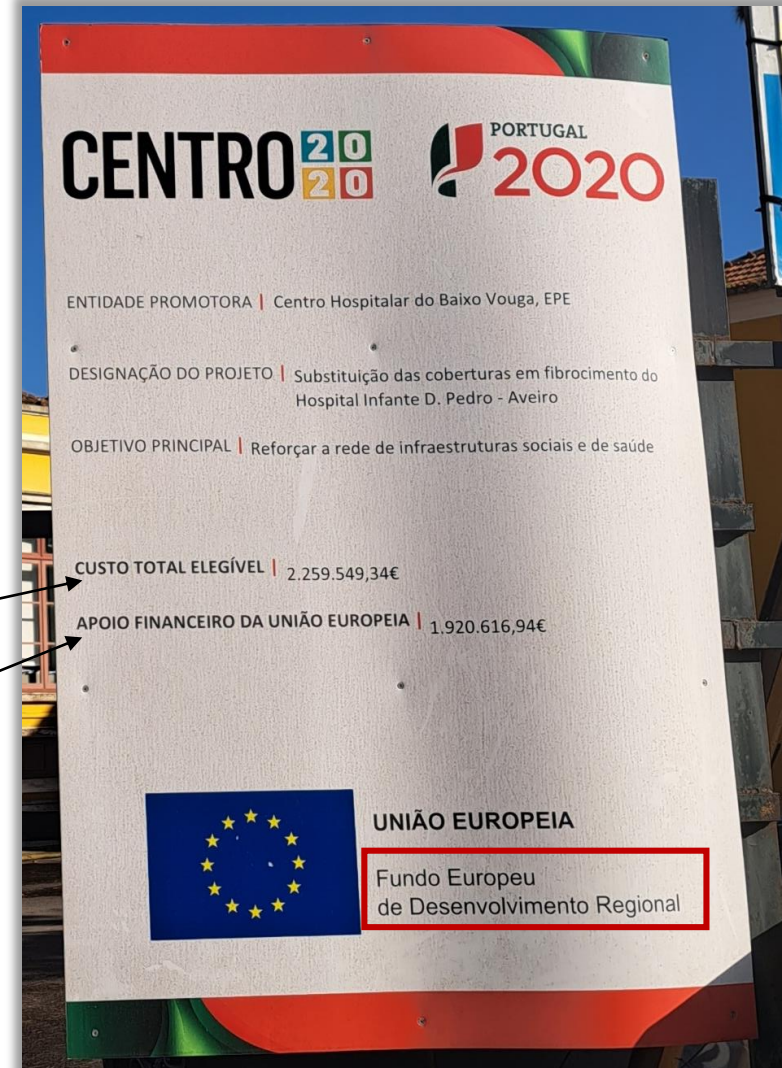 CENTRO 2020
PORTUGAL
2020
ENTIDADE PROMOTORA | Centro Hospitalar do Baixo Vouga, EPE
DESIGNAÇÃO DO PROJETO | Substituição das coberturas em fibrocimento do
Hospital Infante D. Pedro - Aveiro
OBJETIVO PRINCIPAL | Reforçar a rede de infraestruturas sociais e de saúde
CUSTO TOTAL ELEGÍVEL | 2.259.549,34€
APOIO FINANCEIRO DA UNIÃO EUROPEIA | 1.920.616,94€
UNIÃO EUROPEIA
Fundo Europeu
de Desenvolvimento Regional